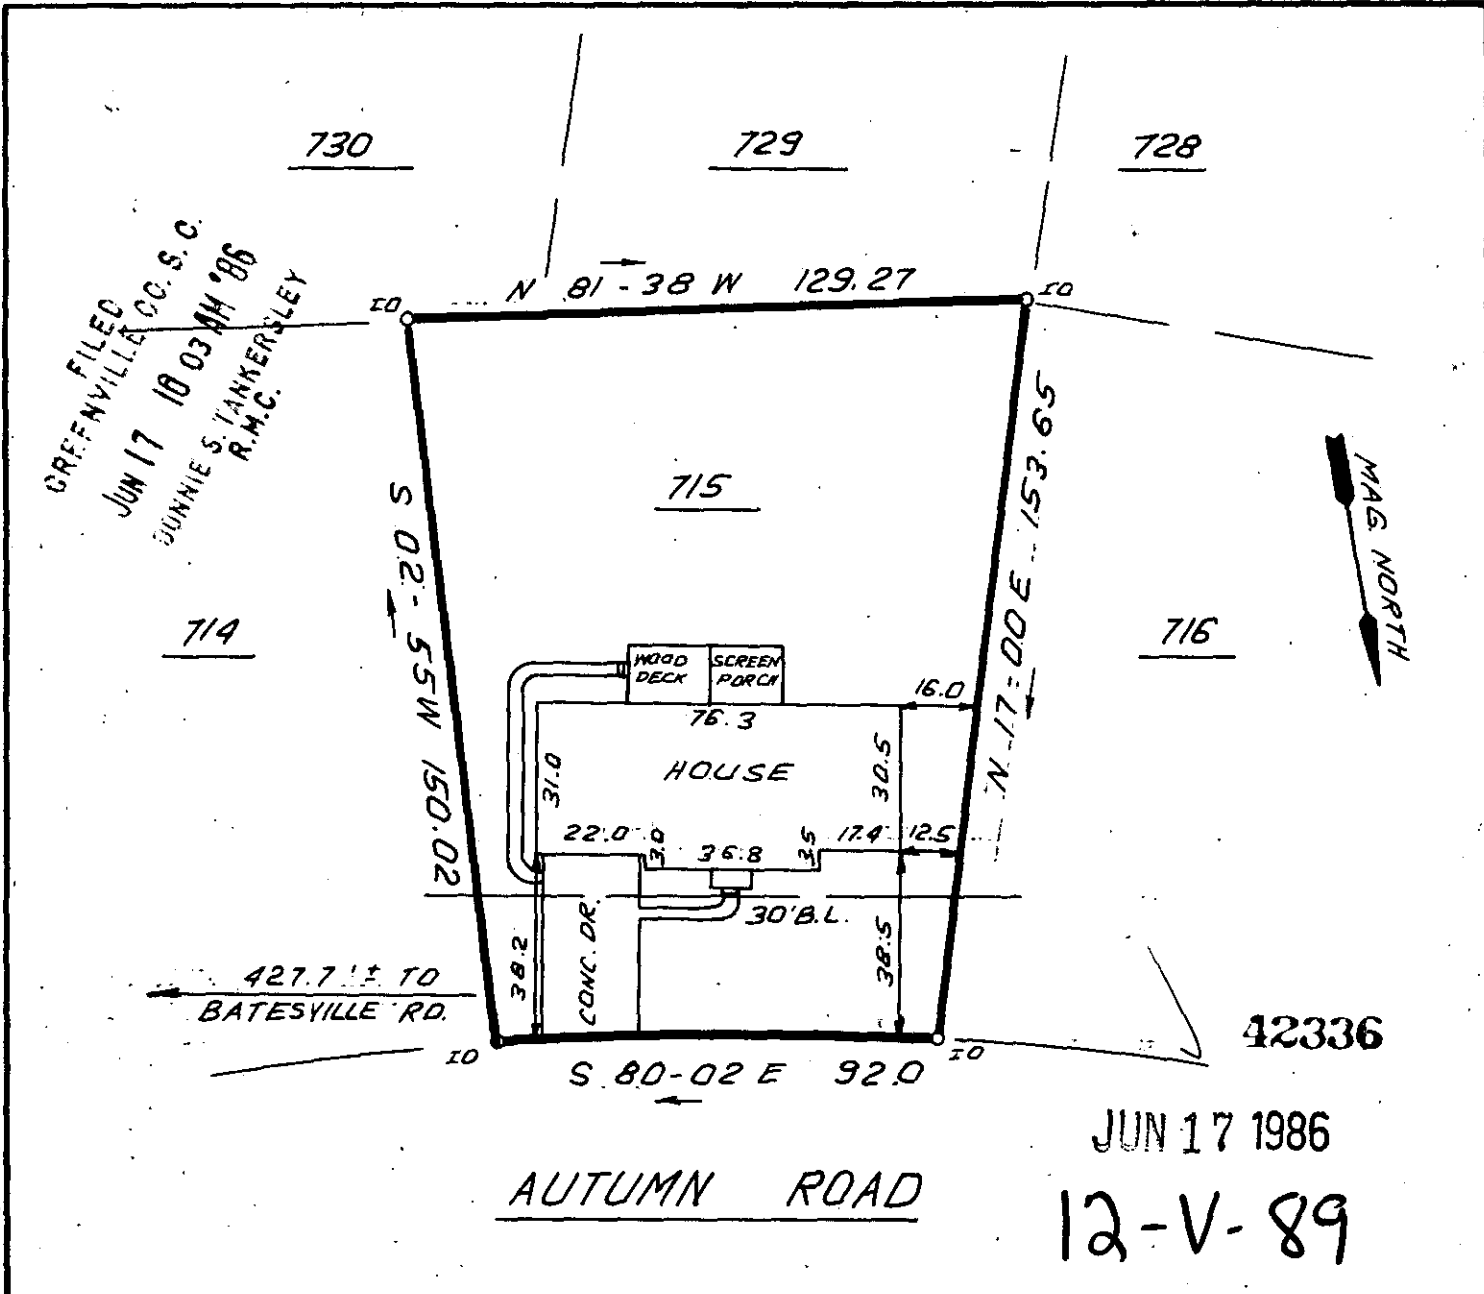 730
729
728
FILED
GREENVILLE CO. S. C.
JUN 17 10 03 AM '86
DONNIE S. TANKERSLEY
R.M.C.
IO
N 81-38 W 129.27
IO
S 02-55W 150.02
N 17-00E 153.65
MAG NORTH
715
714
716
WOOD
DECK
SCREEN
PORCH
16.0
76.3
HOUSE
31.0
30.5
22.0
3.0
36.8
3.5
17.4
12.5
30'B.L.
38.2
CONC. DR.
38.5
427.7'± TO
BATESVILLE RD.
IO
IO
S 80-02 E 92.0
42336
JUN 17 1986
AUTUMN ROAD
12-V-89